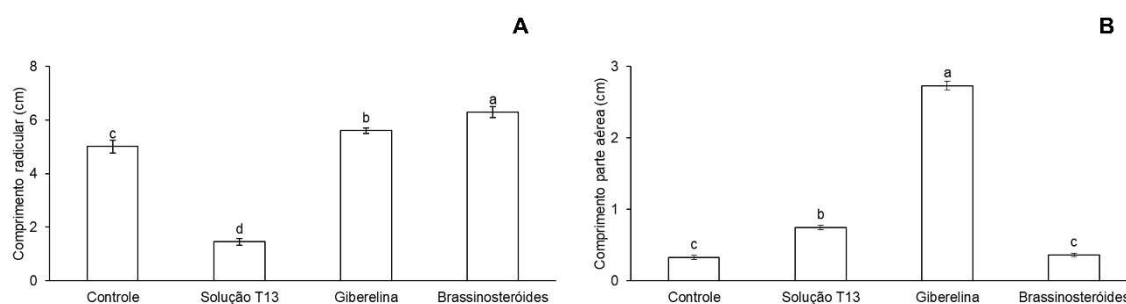 A
Comprimento radicular (cm)
8
6
4
2
0
c
d
b
a
Controle
Solução T13
Giberelina
Brassinosteróides
B
Comprimento parte aérea (cm)
3
2
1
0
c
b
a
c
Controle
Solução T13
Giberelina
Brassinosteróides